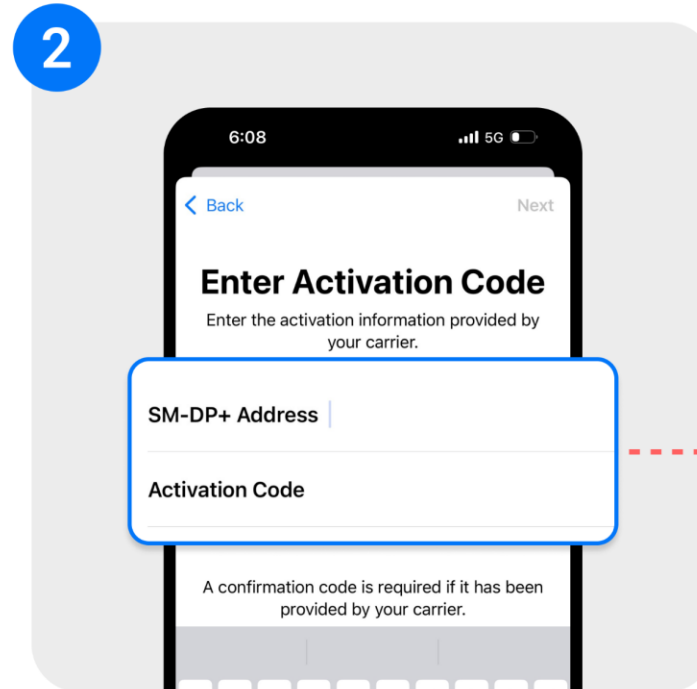 2
6:08
5G
Back
Next
Enter Activation Code
Enter the activation information provided by
your carrier.
SM-DP+ Address
Activation Code
A confirmation code is required if it has been
provided by your carrier.